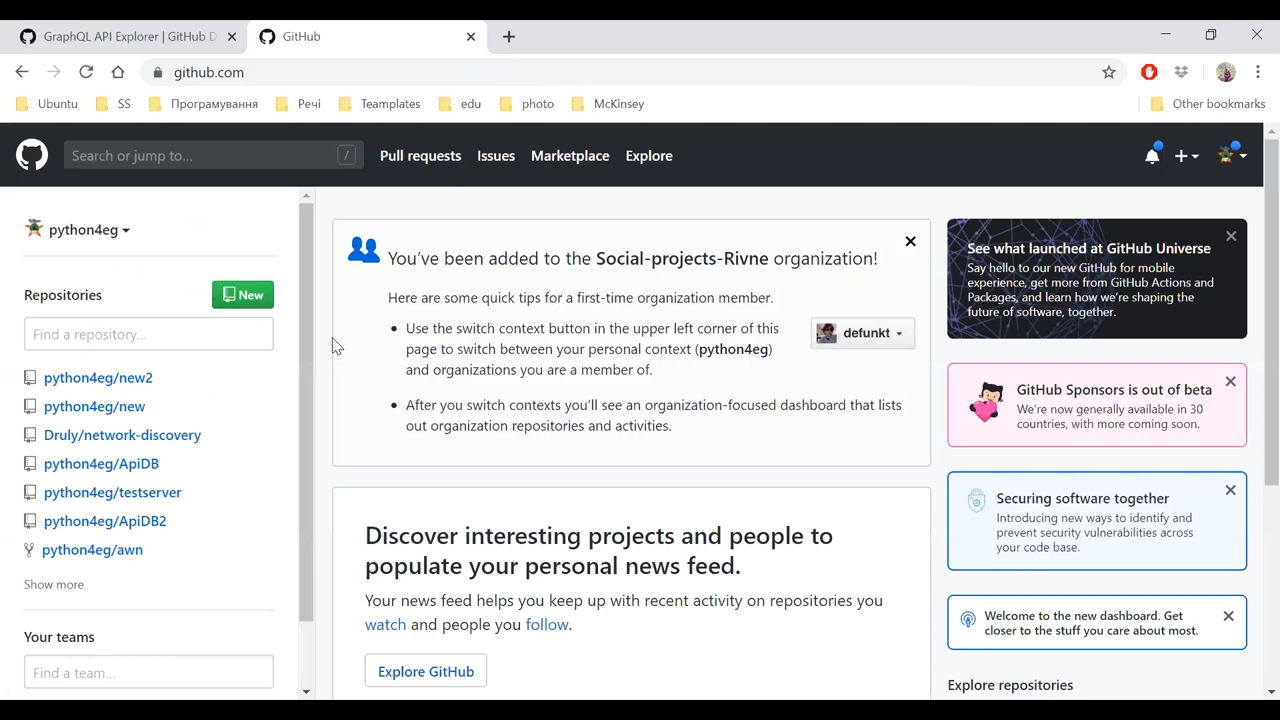 GraphQL API Explorer | GitHub D
GitHub
github.com
Ubuntu
SS
Програмування
Речі
Teamplates
edu
photo
McKinsey
Other bookmarks
Search or jump to...
/
Pull requests
Issues
Marketplace
Explore
python4eg
Repositories
New
Find a repository...
python4eg/new2
python4eg/new
Druly/network-discovery
python4eg/ApiDB
python4eg/testserver
python4eg/ApiDB2
python4eg/awn
Show more
Your teams
Find a team...
You've been added to the Social-projects-Rivne organization!
Here are some quick tips for a first-time organization member.
• Use the switch context button in the upper left corner of this
page to switch between your personal context (python4eg)
and organizations you are a member of.
defunkt
• After you switch contexts you'll see an organization-focused dashboard that lists
out organization repositories and activities.
Discover interesting projects and people to
populate your personal news feed.
Your news feed helps you keep up with recent activity on repositories you
watch and people you follow.
Explore GitHub
See what launched at GitHub Universe
Say hello to our new GitHub for mobile
experience, get more from GitHub Actions and
Packages, and learn how we're shaping the
future of software, together.
GitHub Sponsors is out of beta
We're now generally available in 30
countries, with more coming soon.
Securing software together
Introducing new ways to identify and
prevent security vulnerabilities across
your code base.
Welcome to the new dashboard. Get
closer to the stuff you care about most.
Explore repositories